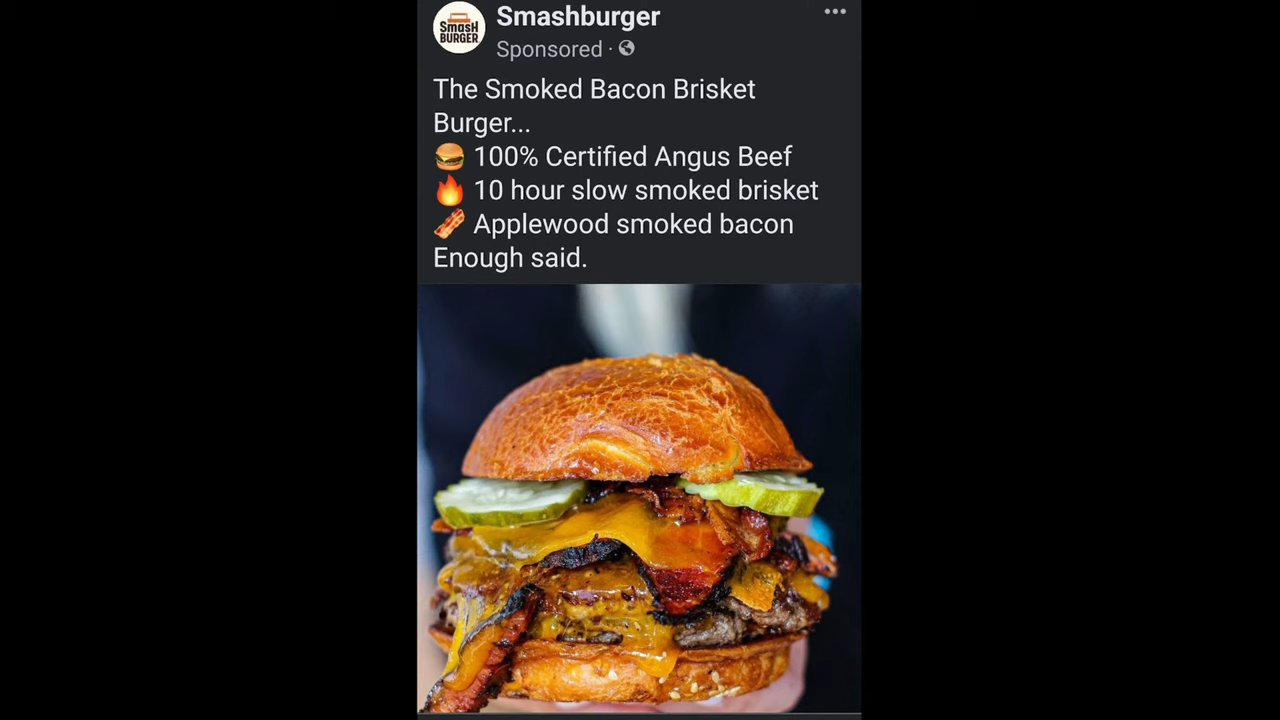 SmasH
BURGER
Smashburger
Sponsored ·
The Smoked Bacon Brisket
Burger...
🍔 100% Certified Angus Beef
🔥 10 hour slow smoked brisket
🥓 Applewood smoked bacon
Enough said.